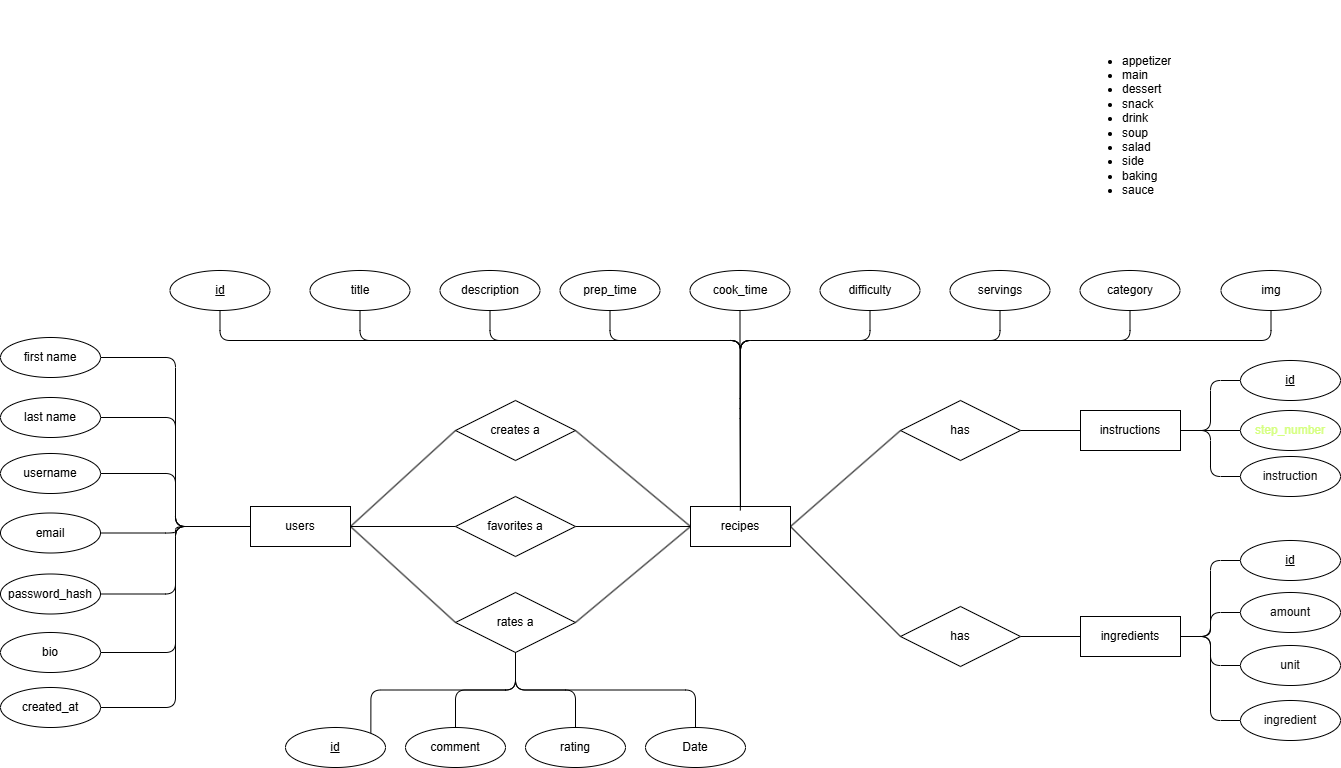 appetizer
main
dessert
snack
drink
soup
salad
side
baking
sauce
id
title
description
prep_time
cook_time
difficulty
servings
category
img
first name
last name
username
email
password_hash
bio
created_at
users
creates a
favorites a
rates a
id
comment
rating
Date
recipes
has
instructions
id
step_number
instruction
has
ingredients
id
amount
unit
ingredient